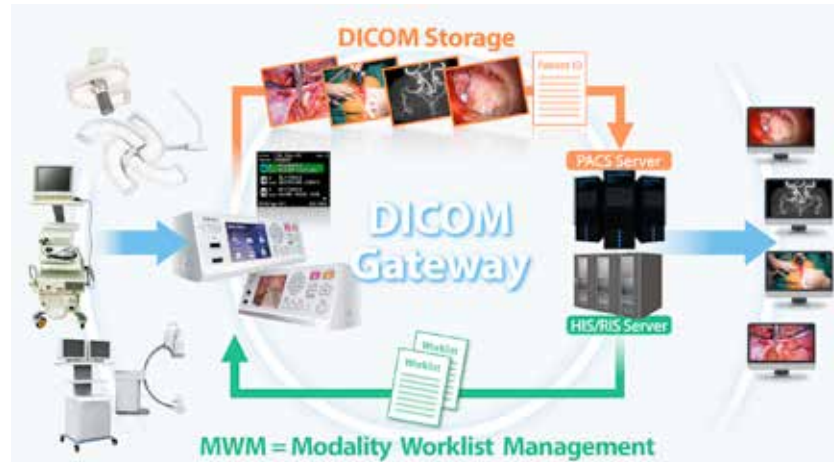 DICOM Storage
Patient ID
PACS Server
DICOM
Gateway
HIS/RIS Server
Worklist
Worklist
MWM = Modality Worklist Management